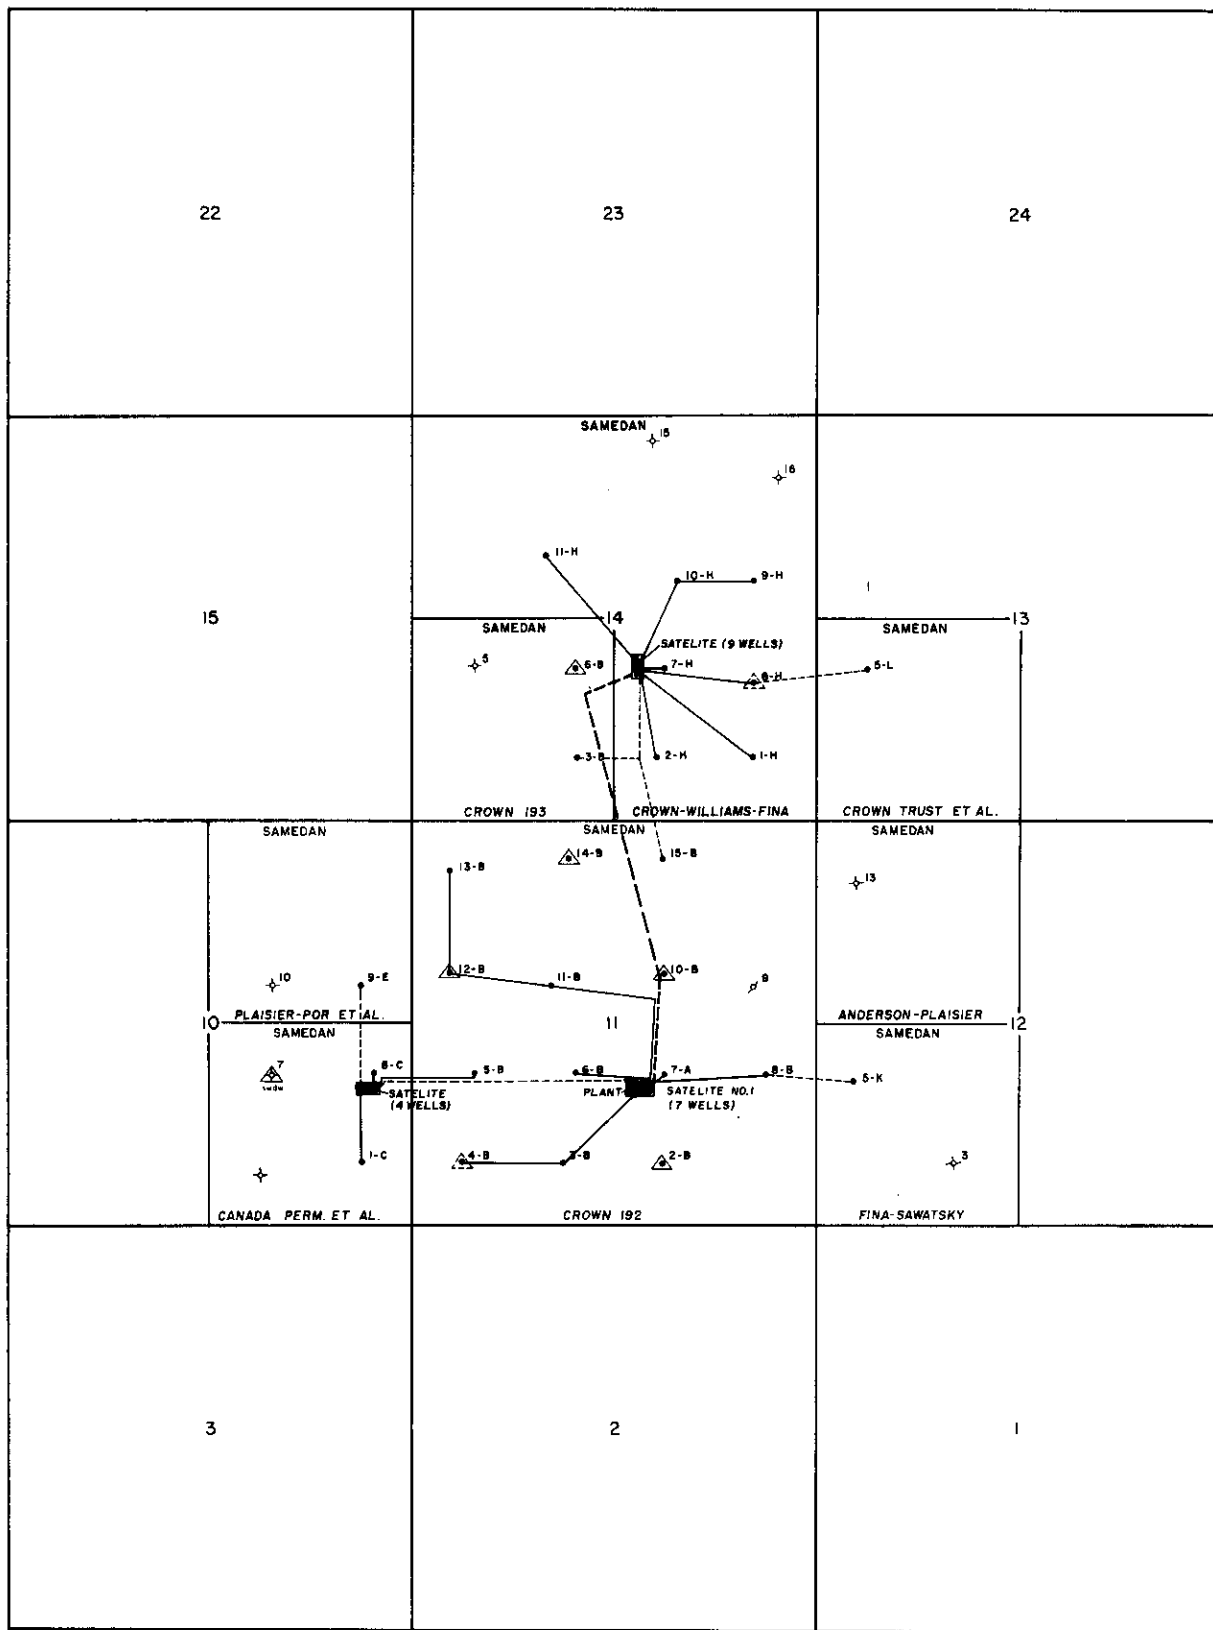 22
23
24
SAMEDAN
15
16
11-H
10-H
9-H
15
14
13
SAMEDAN
SAMEDAN
SATELITE (9 WELLS)
5
6-B
7-H
8-H
5-L
3-B
2-H
1-H
CROWN 193
CROWN-WILLIAMS-FINA
CROWN TRUST ET AL.
SAMEDAN
SAMEDAN
SAMEDAN
14-B
15-B
13-B
13
10
9-E
12-B
11-B
10-B
9
PLAISIER-POR ET AL.
ANDERSON-PLAISIER
10
11
12
SAMEDAN
SAMEDAN
7
SWDW
8-C
5-B
6-B
7-A
8-B
5-K
SATELITE
(4 WELLS)
PLANT
SATELITE NO.1
(7 WELLS)
1-C
4-B
3-B
2-B
3
CANADA PERM. ET AL.
CROWN 192
FINA-SAWATSKY
3
2
1